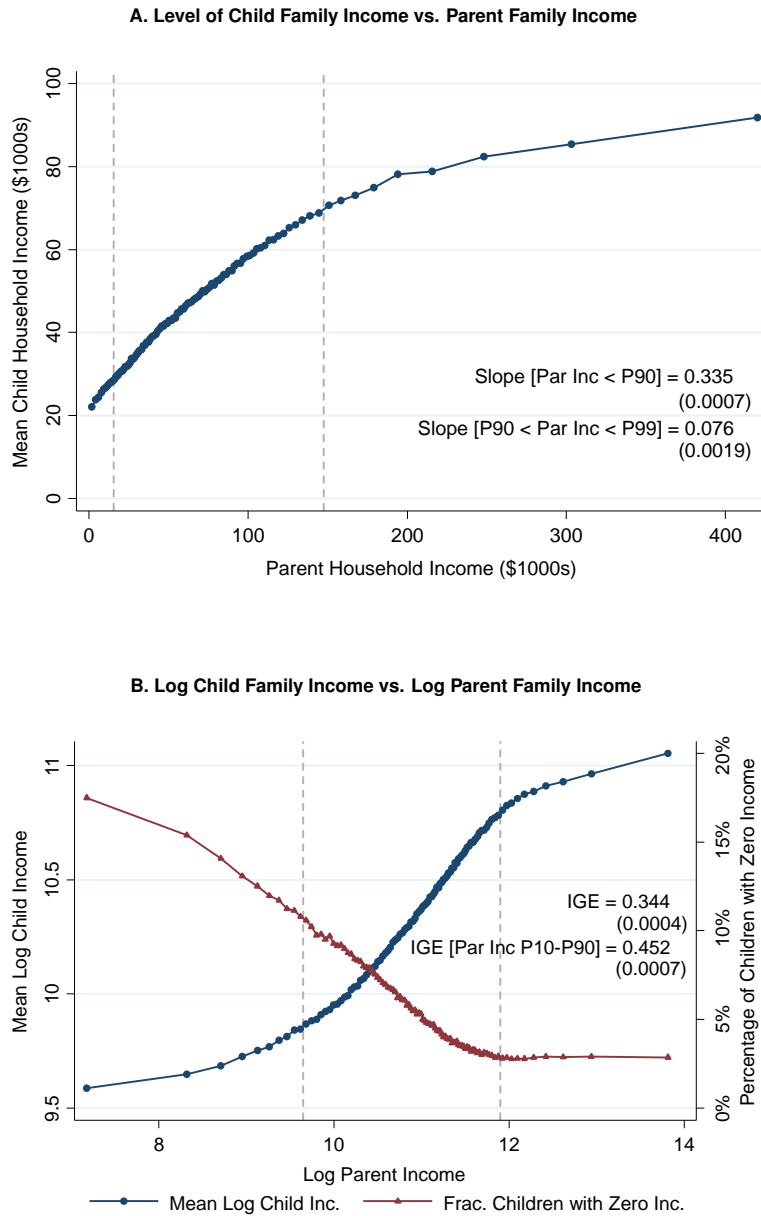 A. Level of Child Family Income vs. Parent Family Income
Mean Child Household Income ($1000s)
100
80
60
40
20
0
Slope [Par Inc < P90] = 0.335
(0.0007)
Slope [P90 < Par Inc < P99] = 0.076
(0.0019)
0 100 200 300 400
Parent Household Income ($1000s)
B. Log Child Family Income vs. Log Parent Family Income
Mean Log Child Income
11
10.5
10
9.5
IGE = 0.344
(0.0004)
IGE [Par Inc P10-P90] = 0.452
(0.0007)
20%
15%
10%
5%
0%
Percentage of Children with Zero Income
8 10 12 14
Log Parent Income
Mean Log Child Inc. Frac. Children with Zero Inc.